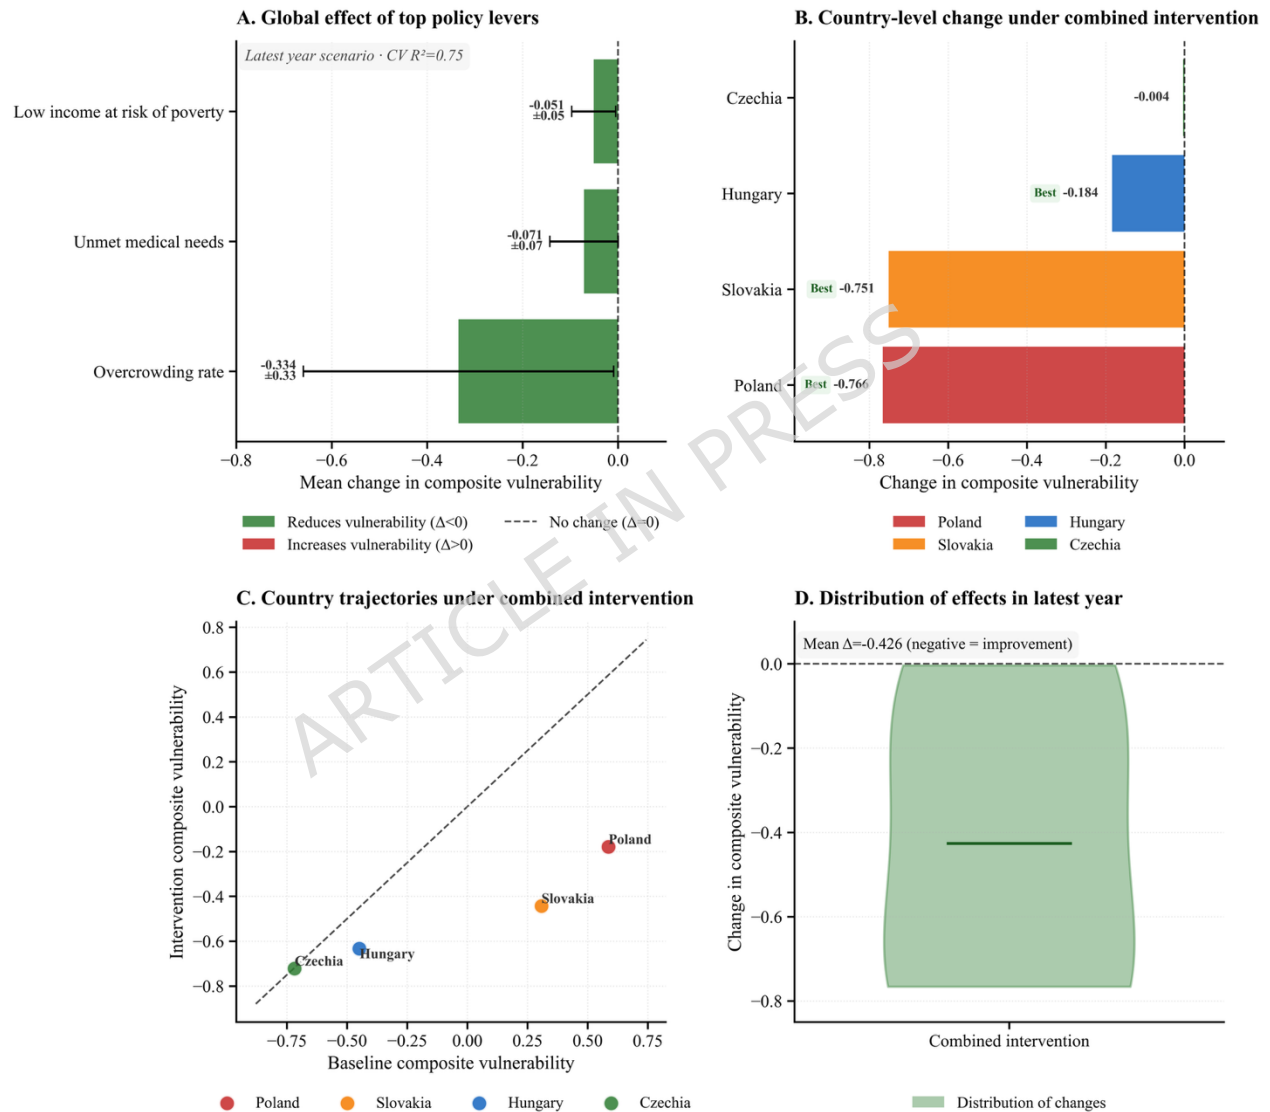 A. Global effect of top policy levers
Latest year scenario · CV R²=0.75
Low income at risk of poverty
-0.051
±0.05
Unmet medical needs
-0.071
±0.07
Overcrowding rate
-0.334
±0.33
−0.8 −0.6 −0.4 −0.2 0.0
Mean change in composite vulnerability
Reduces vulnerability (Δ<0)
No change (Δ=0)
Increases vulnerability (Δ>0)
B. Country-level change under combined intervention
Czechia
-0.004
Hungary
Best -0.184
Slovakia
Best -0.751
Poland
Best -0.766
−0.8 −0.6 −0.4 −0.2 0.0
Change in composite vulnerability
Poland
Hungary
Slovakia
Czechia
ARTICLE IN PRESS
C. Country trajectories under combined intervention
Intervention composite vulnerability
0.8
0.6
0.4
0.2
0.0
−0.2
−0.4
−0.6
−0.8
Poland
Slovakia
Hungary
Czechia
−0.75 −0.50 −0.25 0.00 0.25 0.50 0.75
Baseline composite vulnerability
Poland Slovakia Hungary Czechia
D. Distribution of effects in latest year
Mean Δ=-0.426 (negative = improvement)
Change in composite vulnerability
0.0
−0.2
−0.4
−0.6
−0.8
Combined intervention
Distribution of changes